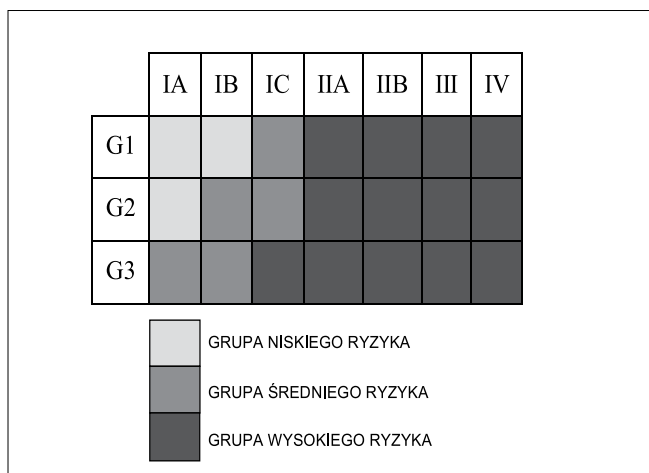 IA IB IC IIA IIB III IV
G1
G2
G3
GRUPA NISKIEGO RYZYKA
GRUPA ŚREDNIEGO RYZYKA
GRUPA WYSOKIEGO RYZYKA